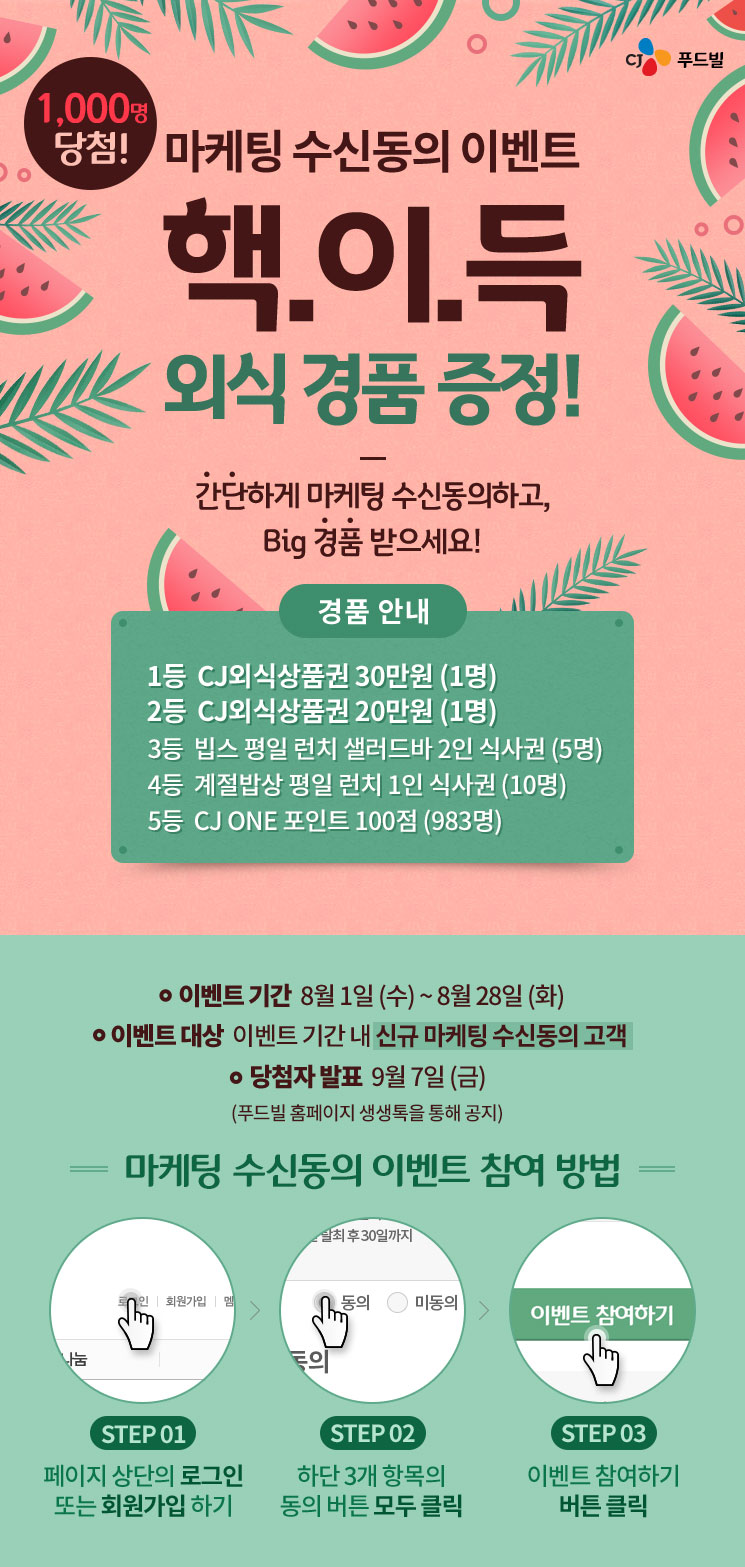 CJ 푸드빌
1,000명
당첨!
마케팅 수신동의 이벤트
핵.이.득
외식 경품 증정!
간단하게 마케팅 수신동의하고,
Big 경품 받으세요!
경품 안내
1등 CJ외식상품권 30만원 (1명)
2등 CJ외식상품권 20만원 (1명)
3등 빕스 평일 런치 샐러드바 2인 식사권 (5명)
4등 계절밥상 평일 런치 1인 식사권 (10명)
5등 CJ ONE 포인트 100점 (983명)
이벤트 기간 8월 1일 (수) ~ 8월 28일 (화)
이벤트 대상 이벤트 기간 내 신규 마케팅 수신동의 고객
당첨자 발표 9월 7일 (금)
(푸드빌 홈페이지 생생톡을 통해 공지)
마케팅 수신동의 이벤트 참여 방법
회원가입
나눔
후 30일까지
동의 미동의
동의
이벤트 참여하기
STEP 01
페이지 상단의 로그인
또는 회원가입 하기
STEP 02
하단 3개 항목의
동의 버튼 모두 클릭
STEP 03
이벤트 참여하기
버튼 클릭